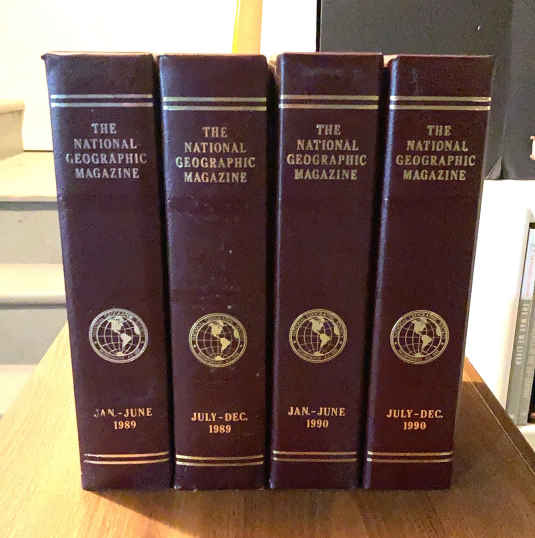 THE
NATIONAL
GEOGRAPHIC
MAGAZINE
JAN.-JUNE
1989
THE
NATIONAL
GEOGRAPHIC
MAGAZINE
JULY-DEC.
1989
THE
NATIONAL
GEOGRAPHIC
MAGAZINE
JAN.-JUNE
1990
THE
NATIONAL
GEOGRAPHIC
MAGAZINE
JULY-DEC.
1990